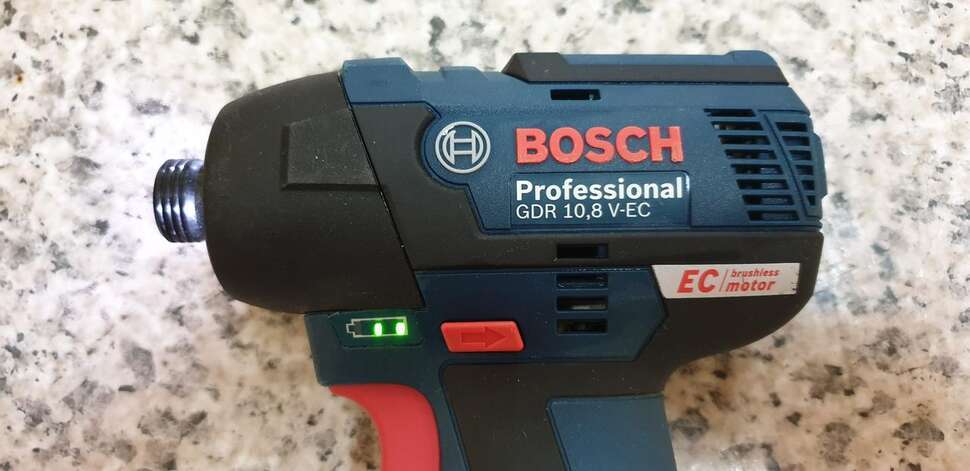 BOSCH
Professional
GDR 10,8 V-EC
EC brushless
motor